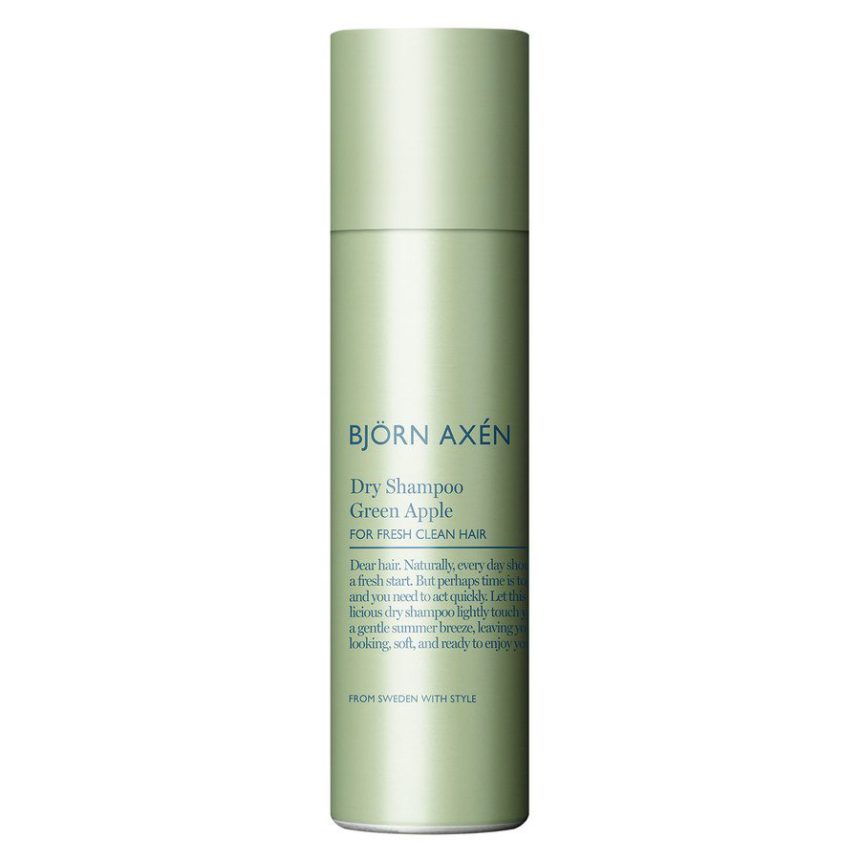 BJÖRN AXÉN
Dry Shampoo
Green Apple
FOR FRESH CLEAN HAIR
Dear hair. Naturally, every day
a fresh start. But perhaps time is
and you need to act quickly. Let this
licious dry shampoo lightly touch
a gentle summer breeze, leaving
looking, soft, and ready to enjoy
FROM SWEDEN WITH STYLE